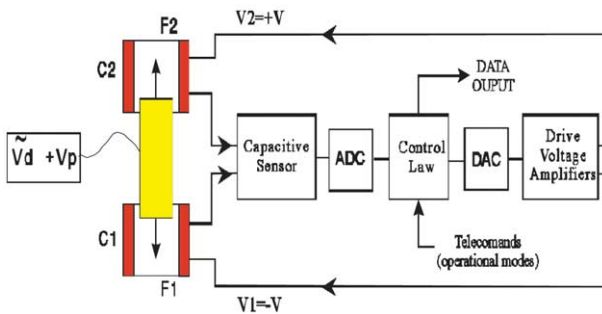 F2
V2=+V
C2
DATA
OUPUT
Ṽd +Vp
Capacitive
Sensor
ADC
Control
Law
DAC
Drive
Voltage
Amplifiers
C1
Telecomands
(operational modes)
F1
V1=-V